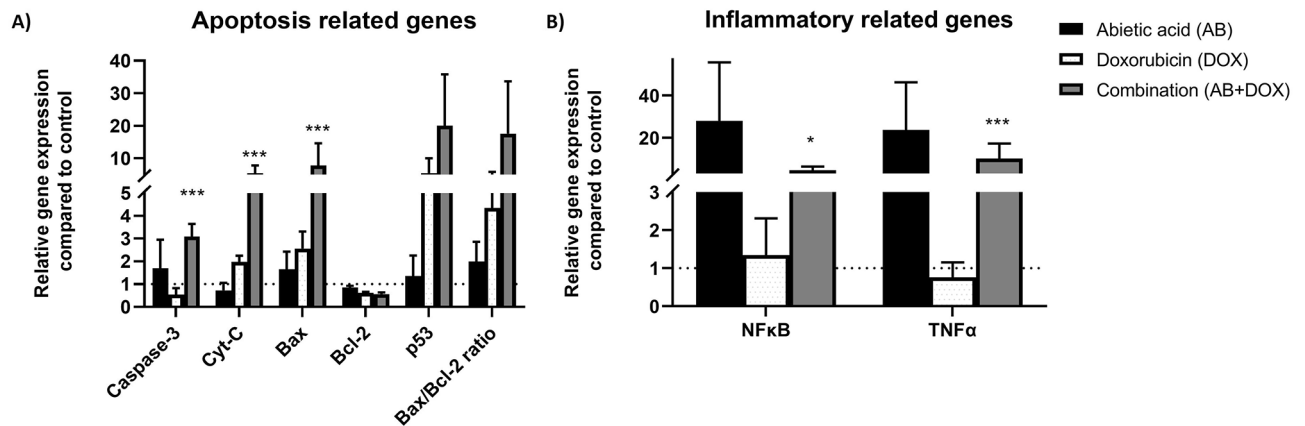 A)
Apoptosis related genes
Relative gene expression
compared to control
40
30
20
10
5
4
3
2
1
0
***
***
***
Caspase-3
Cyt-C
Bax
Bcl-2
p53
Bax/Bcl-2 ratio
B)
Inflammatory related genes
Relative gene expression
compared to control
40
20
3
2
1
0
*
***
NFκB
TNFα
Abietic acid (AB)
Doxorubicin (DOX)
Combination (AB+DOX)